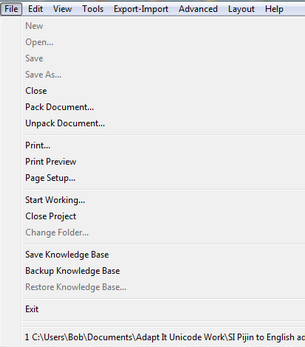 File Edit View Tools Export-Import Advanced Layout Help
New
Open...
Save
Save As...
Close
Pack Document...
Unpack Document...
Print...
Print Preview
Page Setup...
Start Working...
Close Project
Change Folder...
Save Knowledge Base
Backup Knowledge Base
Restore Knowledge Base...
Exit
1 C:\Users\Bob\Documents\Adapt It Unicode Work\SI Pijin to English ad